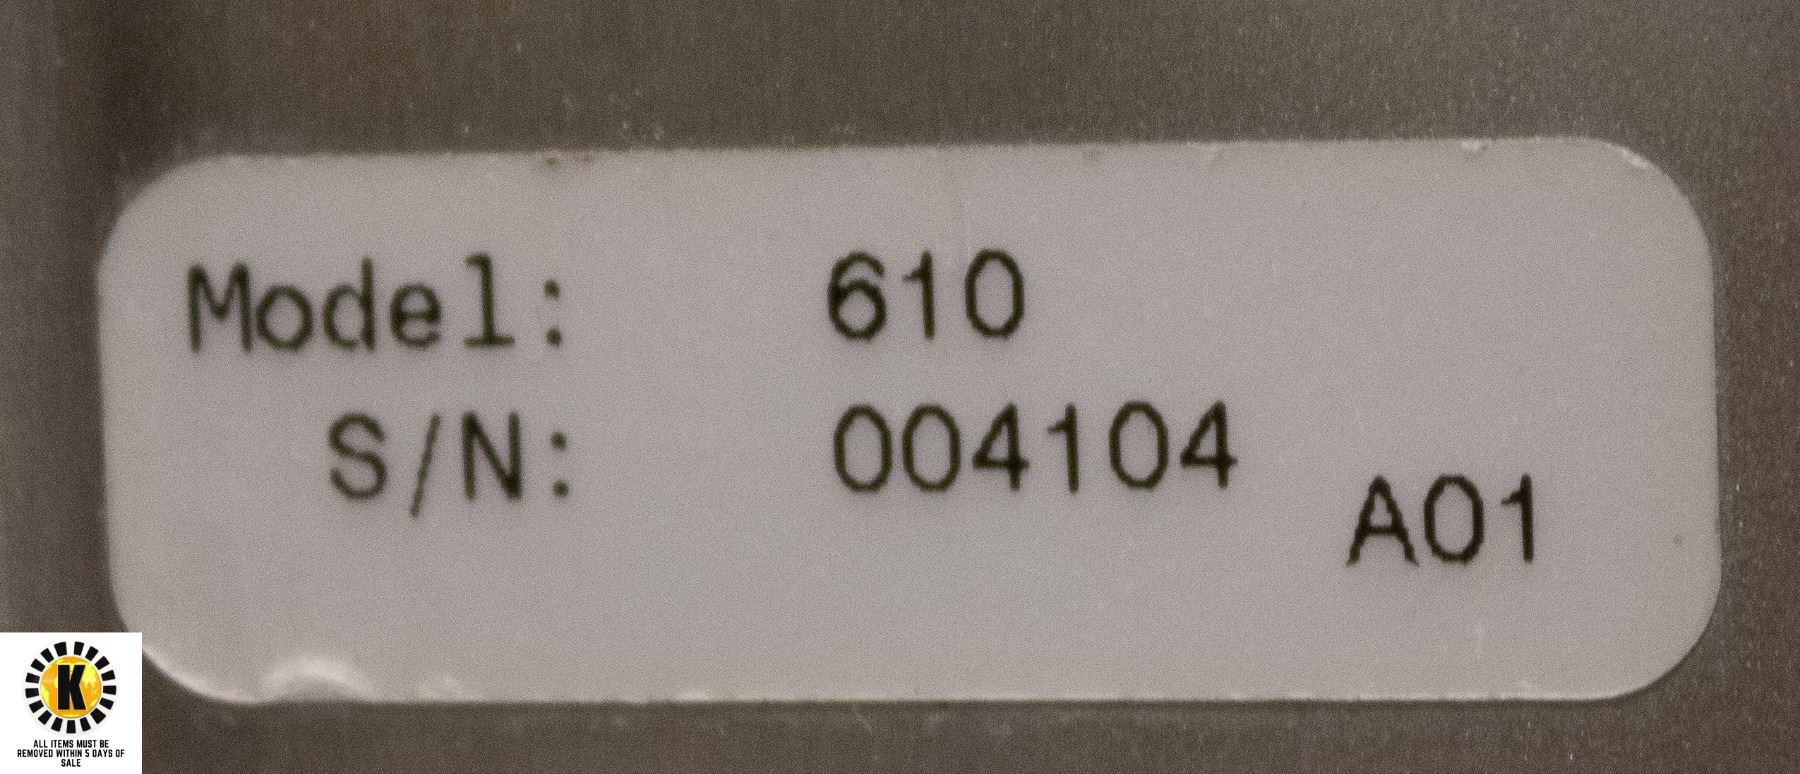 Model: 610
S/N: 004104
A01
K
ALL ITEMS MUST BE
REMOVED WITHIN 5 DAYS OF
SALE